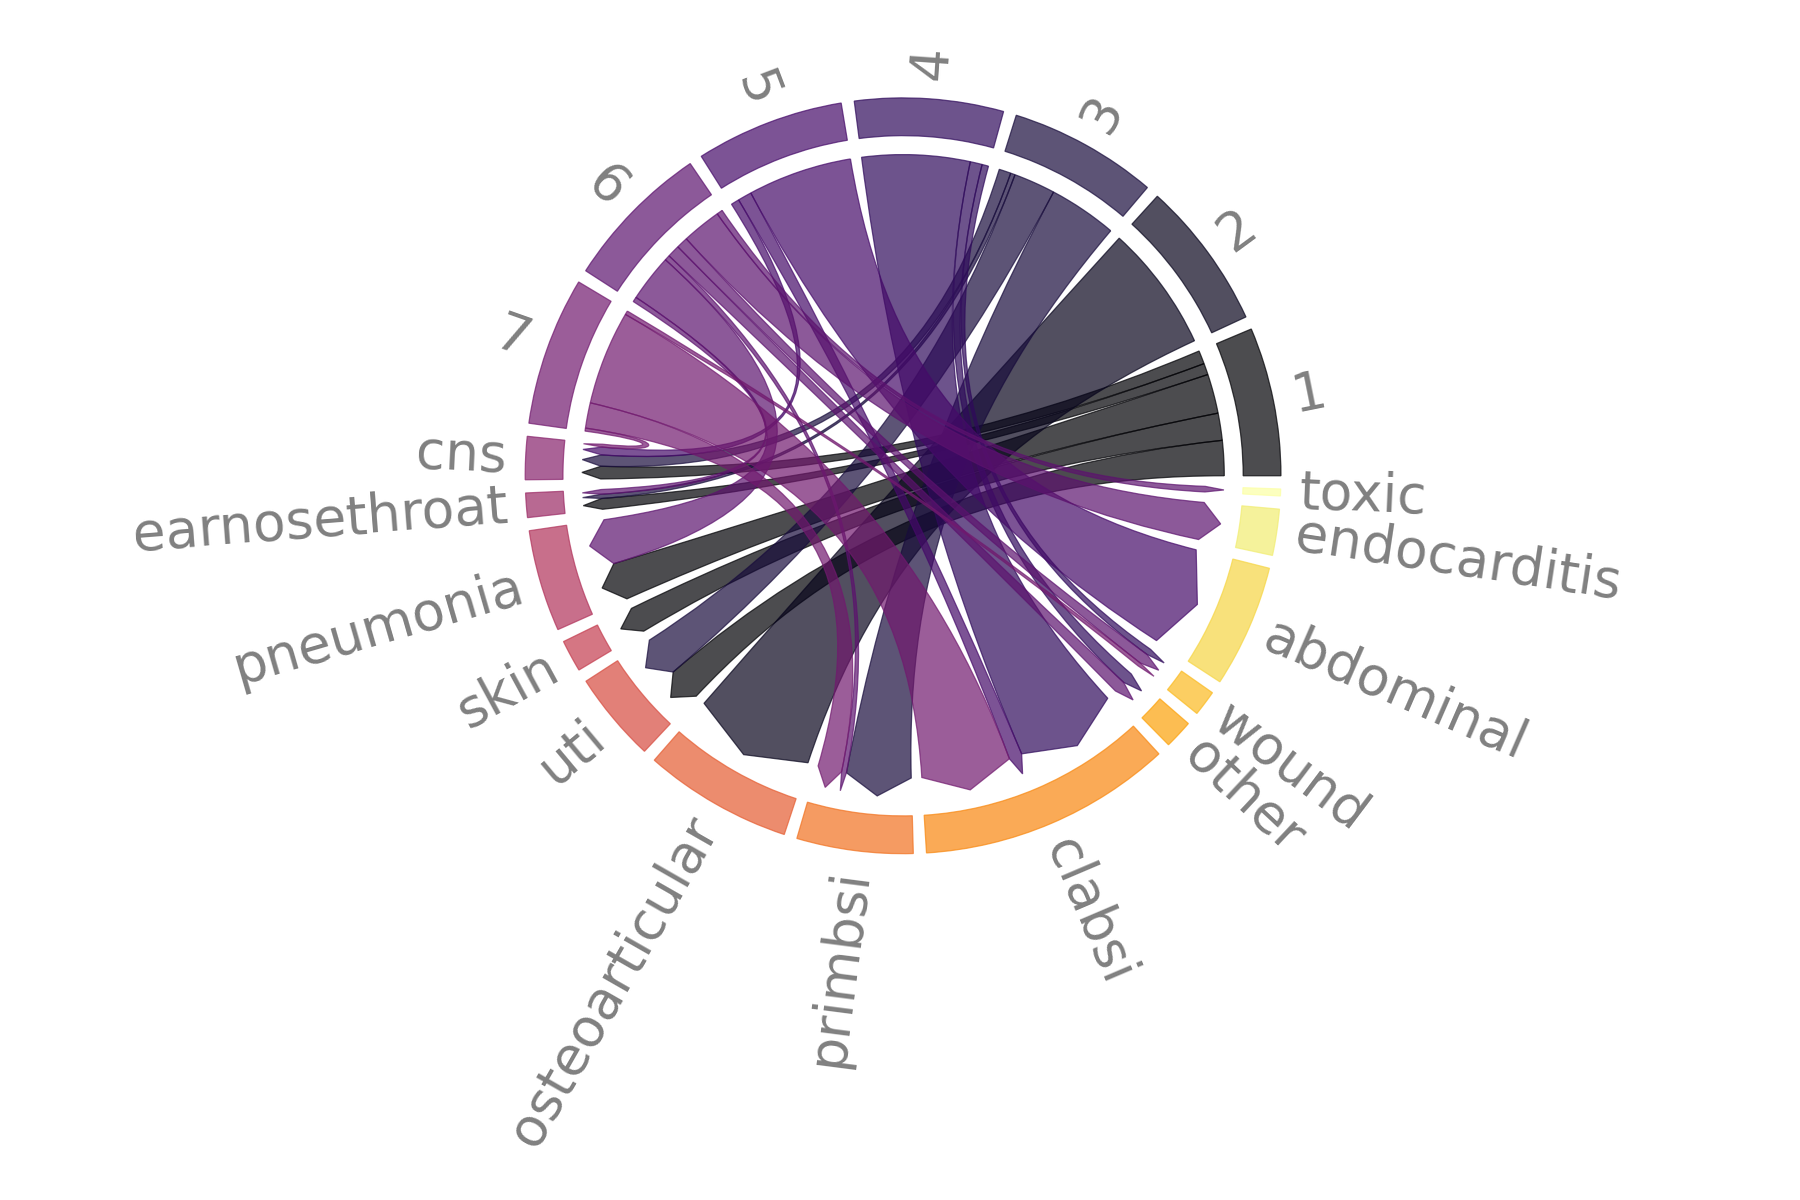 4
5
3
6
2
7
1
cns
toxic
earnosethroat
endocarditis
pneumonia
abdominal
skin
wound
uti
other
osteoarticular
primbsi
clabsi